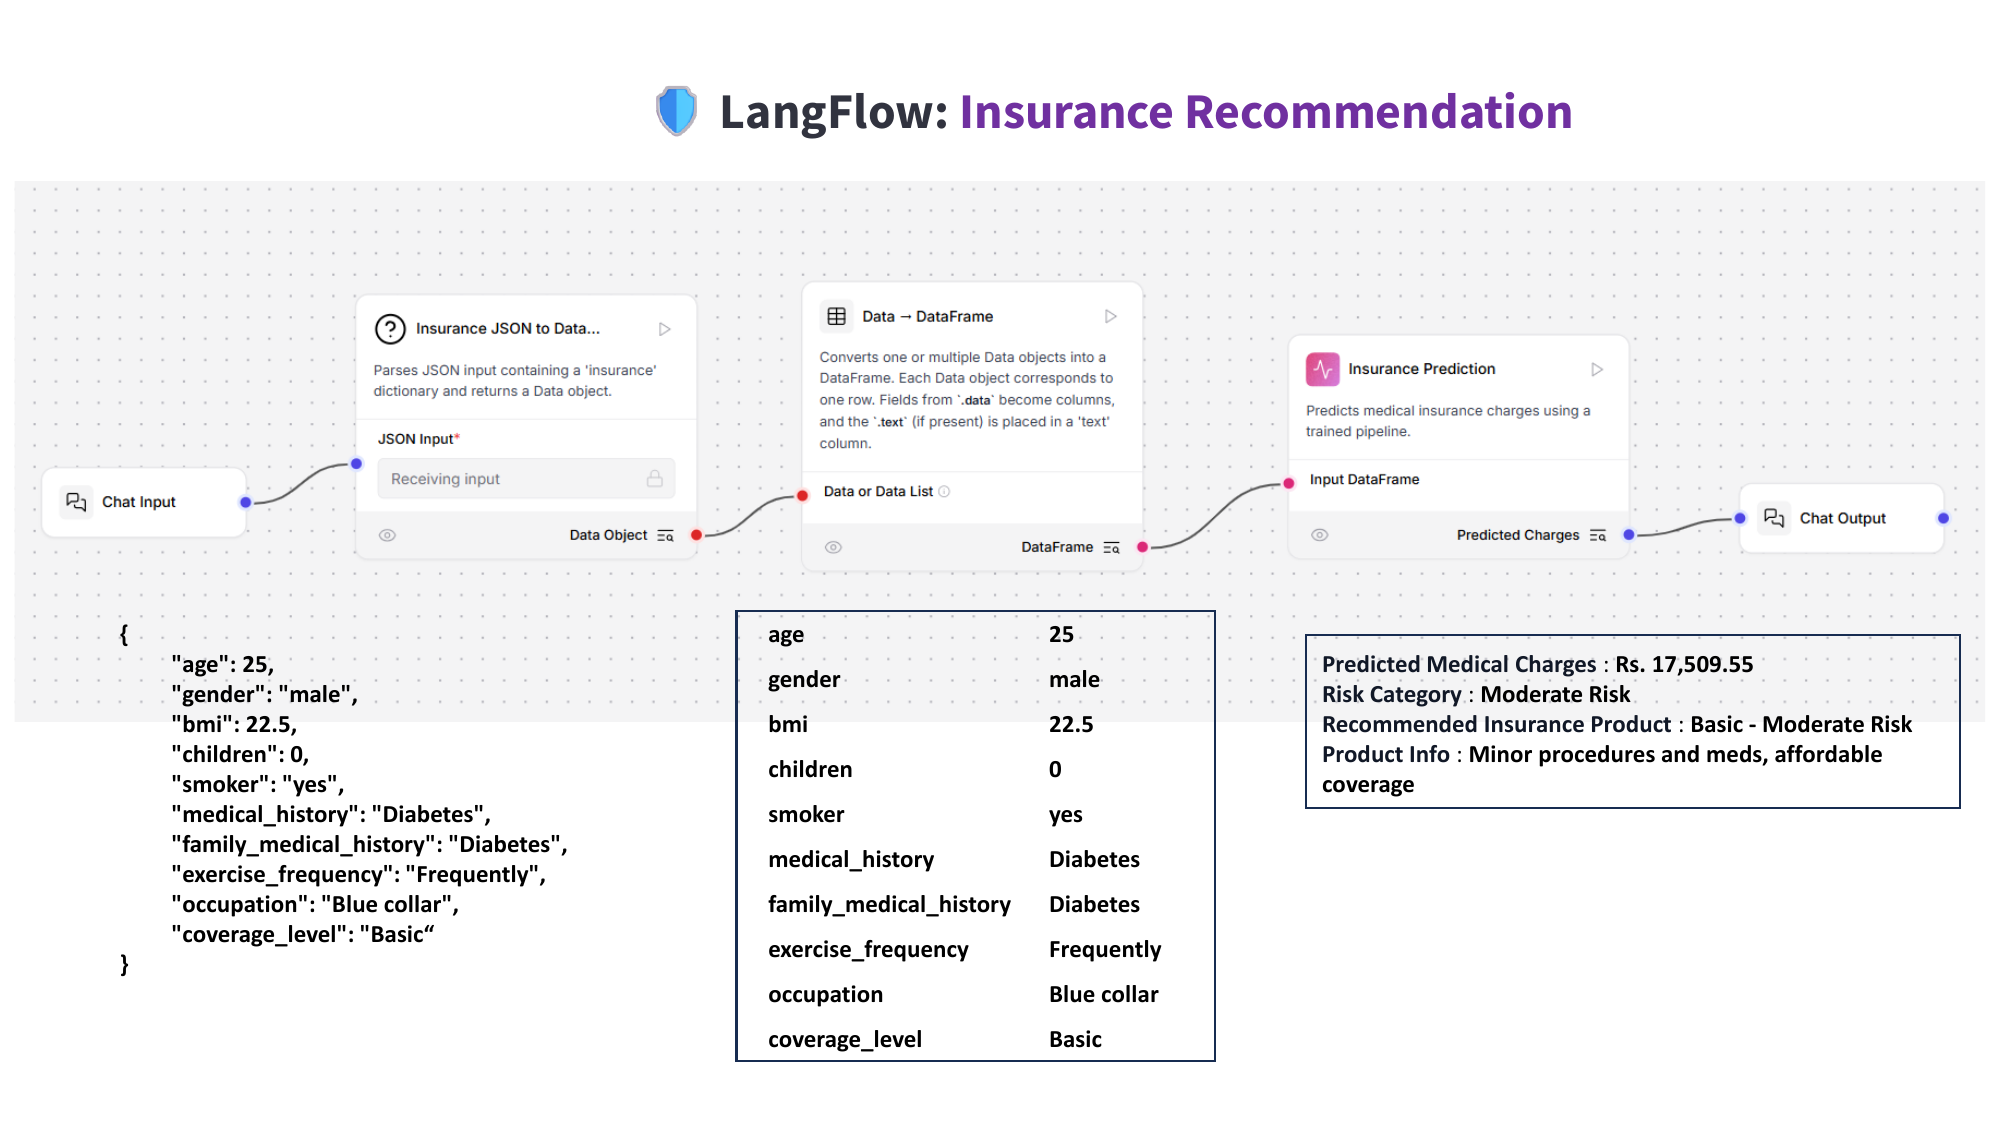 LangFlow: Insurance Recommendation
Chat Input
Insurance JSON to Data...
Parses JSON input containing a 'insurance'
dictionary and returns a Data object.
JSON Input*
Receiving input
Data Object
Data → DataFrame
Converts one or multiple Data objects into a
DataFrame. Each Data object corresponds to
one row. Fields from `.data` become columns,
and the `.text` (if present) is placed in a 'text'
column.
Data or Data List
DataFrame
Insurance Prediction
Predicts medical insurance charges using a
trained pipeline.
Input DataFrame
Predicted Charges
Chat Output
{
"age": 25,
"gender": "male",
"bmi": 22.5,
"children": 0,
"smoker": "yes",
"medical_history": "Diabetes",
"family_medical_history": "Diabetes",
"exercise_frequency": "Frequently",
"occupation": "Blue collar",
"coverage_level": "Basic“
}
age 25
gender male
bmi 22.5
children 0
smoker yes
medical_history Diabetes
family_medical_history Diabetes
exercise_frequency Frequently
occupation Blue collar
coverage_level Basic
Predicted Medical Charges : Rs. 17,509.55
Risk Category : Moderate Risk
Recommended Insurance Product : Basic - Moderate Risk
Product Info : Minor procedures and meds, affordable
coverage